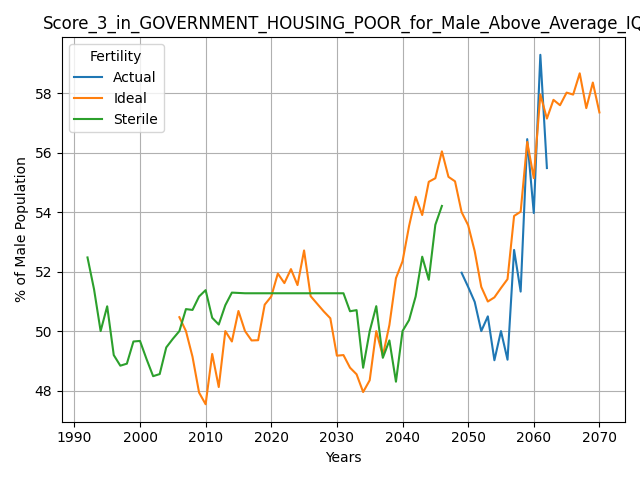 Score_3_in_GOVERNMENT_HOUSING_POOR_for_Male_Above_Average_IQ
Fertility
Actual
Ideal
Sterile
% of Male Population
58
56
54
52
50
48
1990 2000 2010 2020 2030 2040 2050 2060 2070
Years